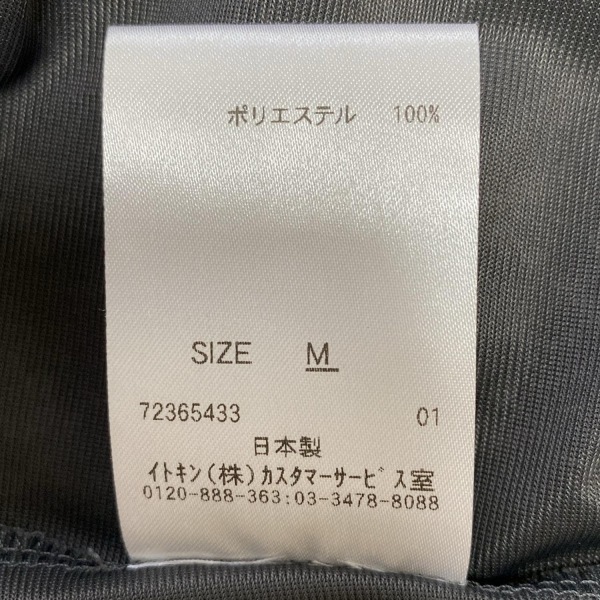 ポリエステル 100%
SIZE M
72365433 01
日本製
イトキン(株)カスタマーサービス室
0120-888-363:03-3478-8088